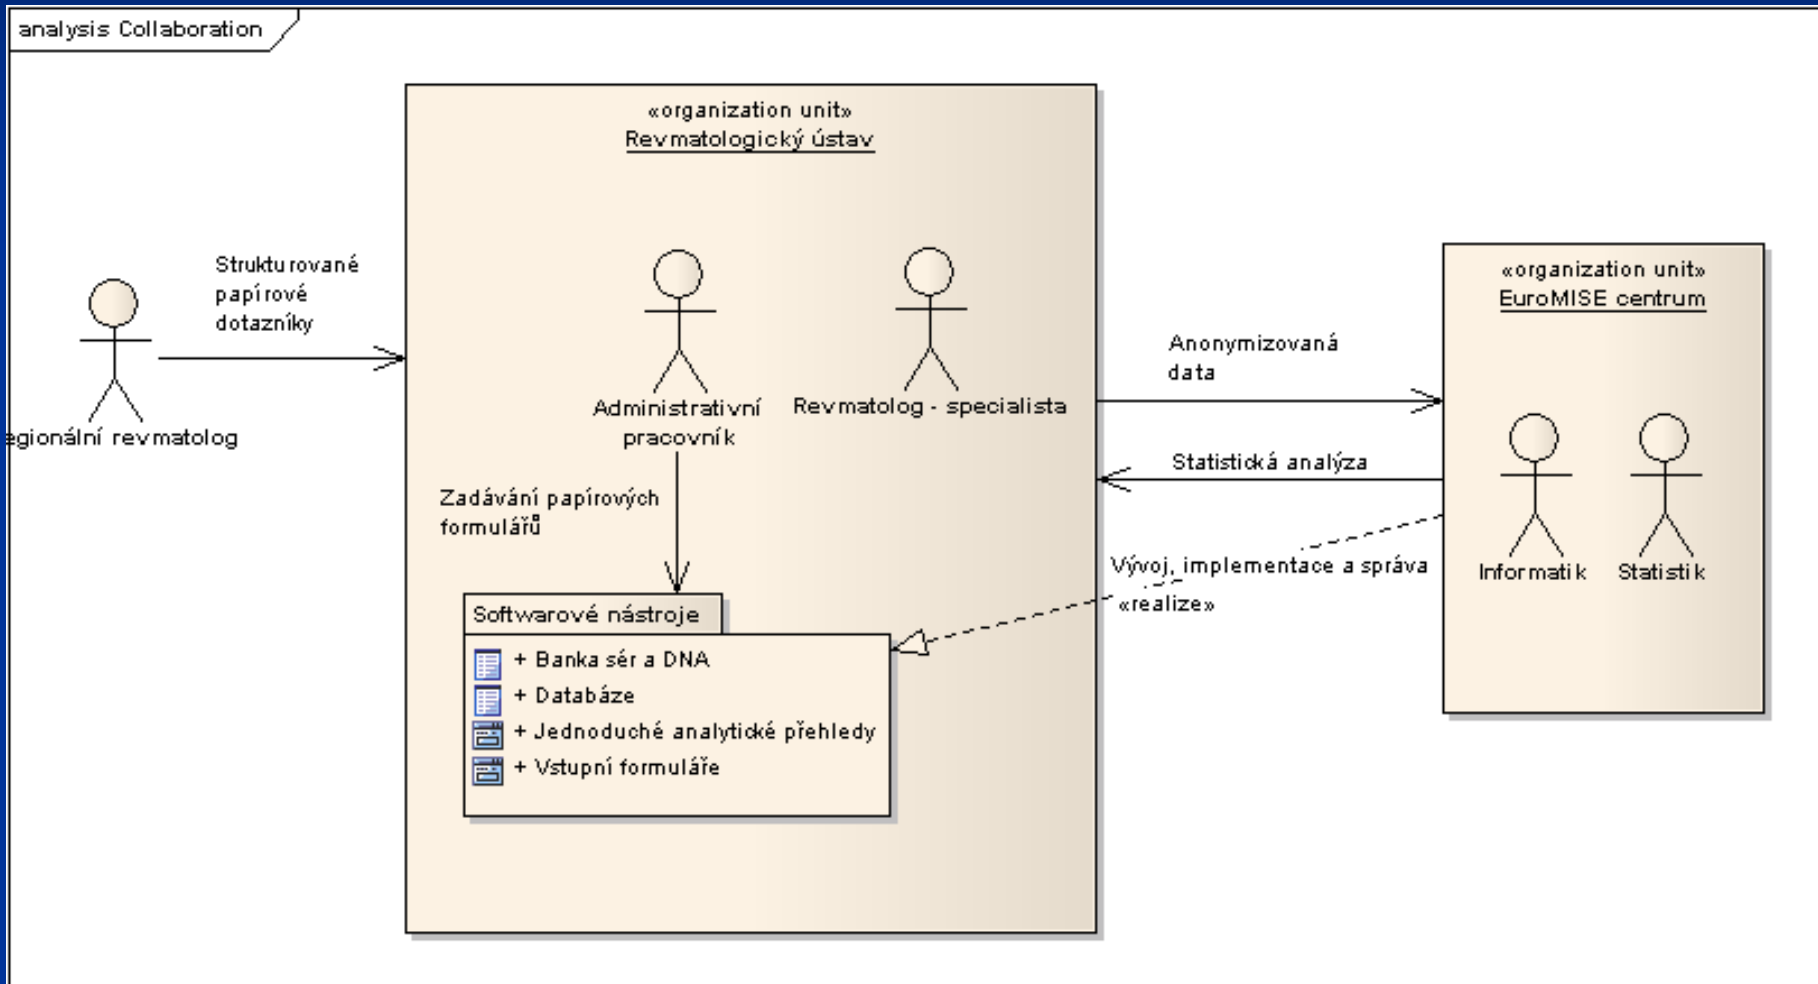 analysis Collaboration
«organization unit»
Revmatologický ústav
Strukturované
papírové
dotazníky
egionální revmatolog
Administrativní
pracovník
Revmatolog - specialista
Zadávání papírových
formulářů
Softwarové nástroje
+ Banka sér a DNA
+ Databáze
+ Jednoduché analytické přehledy
+ Vstupní formuláře
Anonymizovaná
data
Statistická analýza
Vývoj, implementace a správa
«realize»
«organization unit»
EuroMISE centrum
Informatik
Statistik